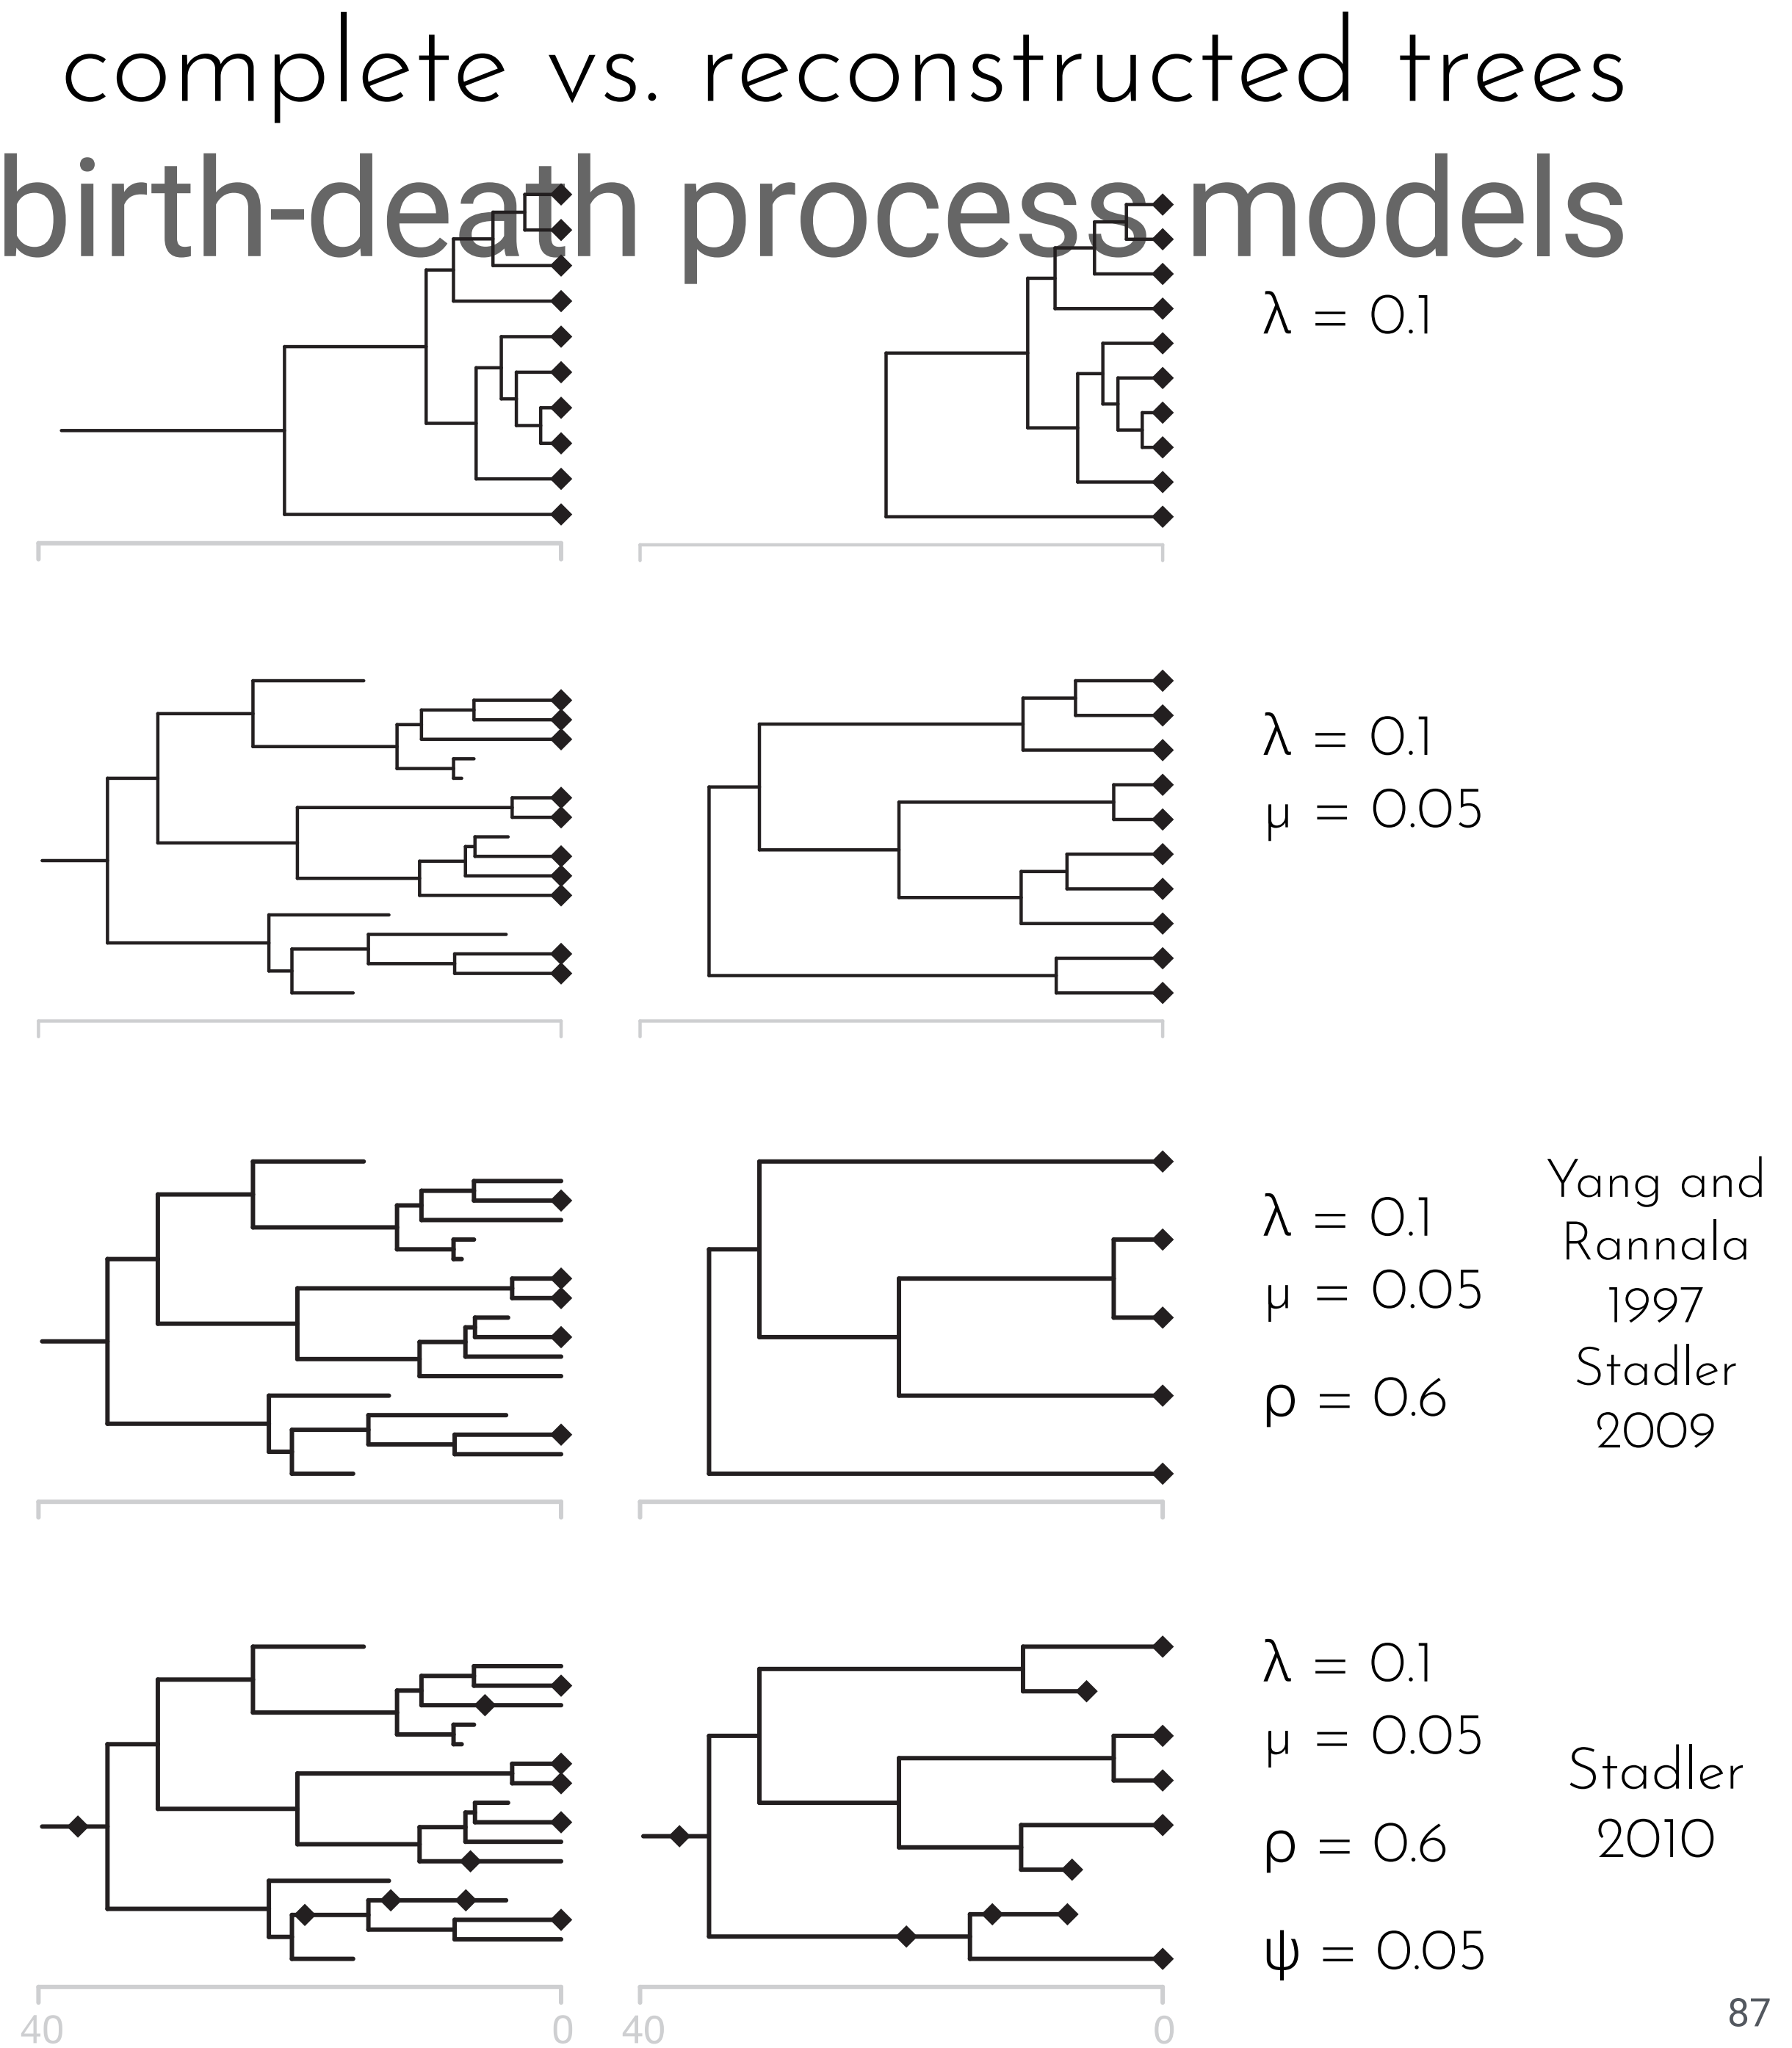 complete vs. reconstructed trees
birth-death process models
λ = 0.1
λ = 0.1
μ = 0.05
λ = 0.1
μ = 0.05
ρ = 0.6
Yang and
Rannala
1997
Stadler
2009
λ = 0.1
μ = 0.05
ρ = 0.6
ψ = 0.05
Stadler
2010
40 0 40 0
87